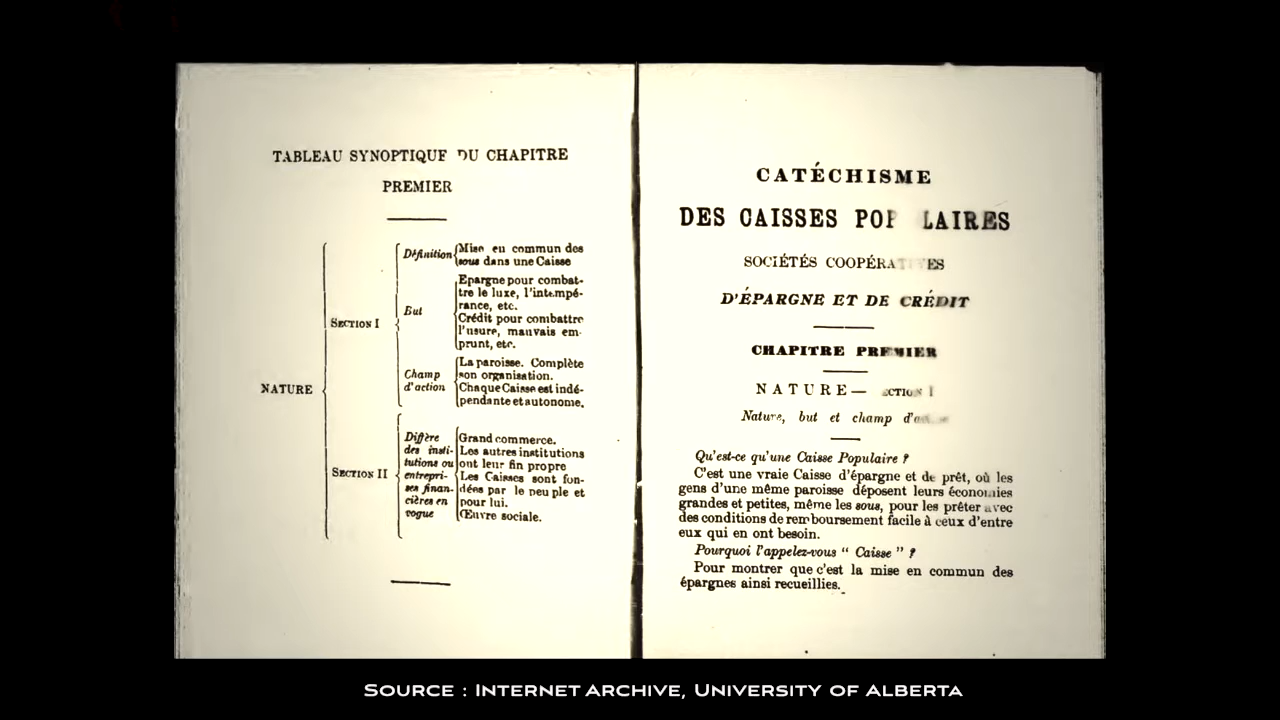 TABLEAU SYNOPTIQUE DU CHAPITRE
PREMIER
NATURE
SECTION I
Définition
Mise en commun des
sous dans une Caisse
But
Epargne pour combat-
tre le luxe, l'intempé-
rance, etc.
Crédit pour combattre
l'usure, mauvais em-
prunt, etc.
Champ
d'action
La paroisse. Complète
son organisation.
Chaque Caisse est indé-
pendante et autonome.
SECTION II
Diffère
des insti-
tutions ou
entrepri-
ses finan-
cières en
vogue
Grand commerce.
Les autres institutions
ont leur fin propre
Les Caisses sont fon-
dées par le peuple et
pour lui.
Œuvre sociale.
CATÉCHISME
DES CAISSES POPULAIRES
SOCIÉTÉS COOPÉRATIVES
D'ÉPARGNE ET DE CRÉDIT
CHAPITRE PREMIER
NATURE— SECTION I
Nature, but et champ d'action
Qu'est-ce qu'une Caisse Populaire ?
C'est une vraie Caisse d'épargne et de prêt, où les
gens d'une même paroisse déposent leurs économies
grandes et petites, même les sous, pour les prêter avec
des conditions de remboursement facile à ceux d'entre
eux qui en ont besoin.
Pourquoi l'appelez-vous “ Caisse ” ?
Pour montrer que c'est la mise en commun des
épargnes ainsi recueillies.
SOURCE : INTERNET ARCHIVE, UNIVERSITY OF ALBERTA